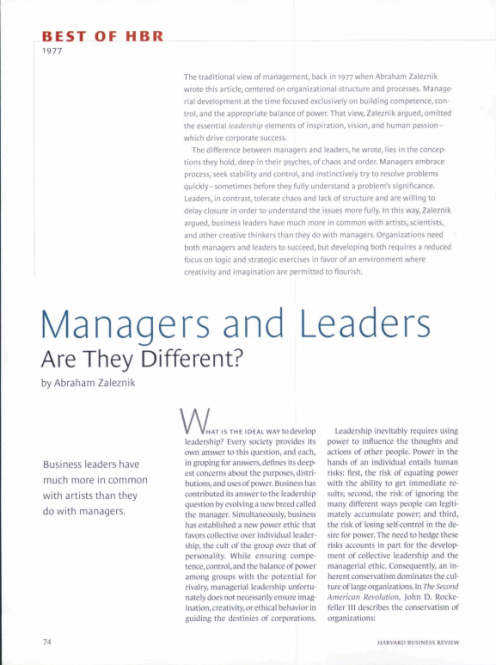 BEST OF HBR
1977
The traditional view of management, back in 1977 when Abraham Zaleznik
wrote this article, centered on organizational structure and processes. Manage-
rial development at the time focused exclusively on building competence, con-
trol, and the appropriate balance of power. That view, Zaleznik argued, omitted
the essential leadership elements of inspiration, vision, and human passion–
which drive corporate success.
The difference between managers and leaders, he wrote, lies in the concep-
tions they hold, deep in their psyches, of chaos and order. Managers embrace
process, seek stability and control, and instinctively try to resolve problems
quickly–sometimes before they fully understand a problem's significance.
Leaders, in contrast, tolerate chaos and lack of structure and are willing to
delay closure in order to understand the issues more fully. In this way, Zaleznik
argued, business leaders have much more in common with artists, scientists,
and other creative thinkers than they do with managers. Organizations need
both managers and leaders to succeed, but developing both requires a reduced
focus on logic and strategic exercises in favor of an environment where
creativity and imagination are permitted to flourish.
Managers and Leaders
Are They Different?
by Abraham Zaleznik
Business leaders have
much more in common
with artists than they
do with managers.
WHAT IS THE IDEAL WAY to develop
leadership? Every society provides its
own answer to this question, and each,
in groping for answers, defines its deep-
est concerns about the purposes, distri-
butions, and uses of power. Business has
contributed its answer to the leadership
question by evolving a new breed called
the manager. Simultaneously, business
has established a new power ethic that
favors collective over individual leader-
ship, the cult of the group over that of
personality. While ensuring compe-
tence, control, and the balance of power
among groups with the potential for
rivalry, managerial leadership unfortu-
nately does not necessarily ensure imag-
ination, creativity, or ethical behavior in
guiding the destinies of corporations.
Leadership inevitably requires using
power to influence the thoughts and
actions of other people. Power in the
hands of an individual entails human
risks: first, the risk of equating power
with the ability to get immediate re-
sults; second, the risk of ignoring the
many different ways people can legiti-
mately accumulate power; and third,
the risk of losing self-control in the de-
sire for power. The need to hedge these
risks accounts in part for the develop-
ment of collective leadership and the
managerial ethic. Consequently, an in-
herent conservatism dominates the cul-
ture of large organizations. In The Second
American Revolution, John D. Rocke-
feller III describes the conservatism of
organizations:
74
HARVARD BUSINESS REVIEW